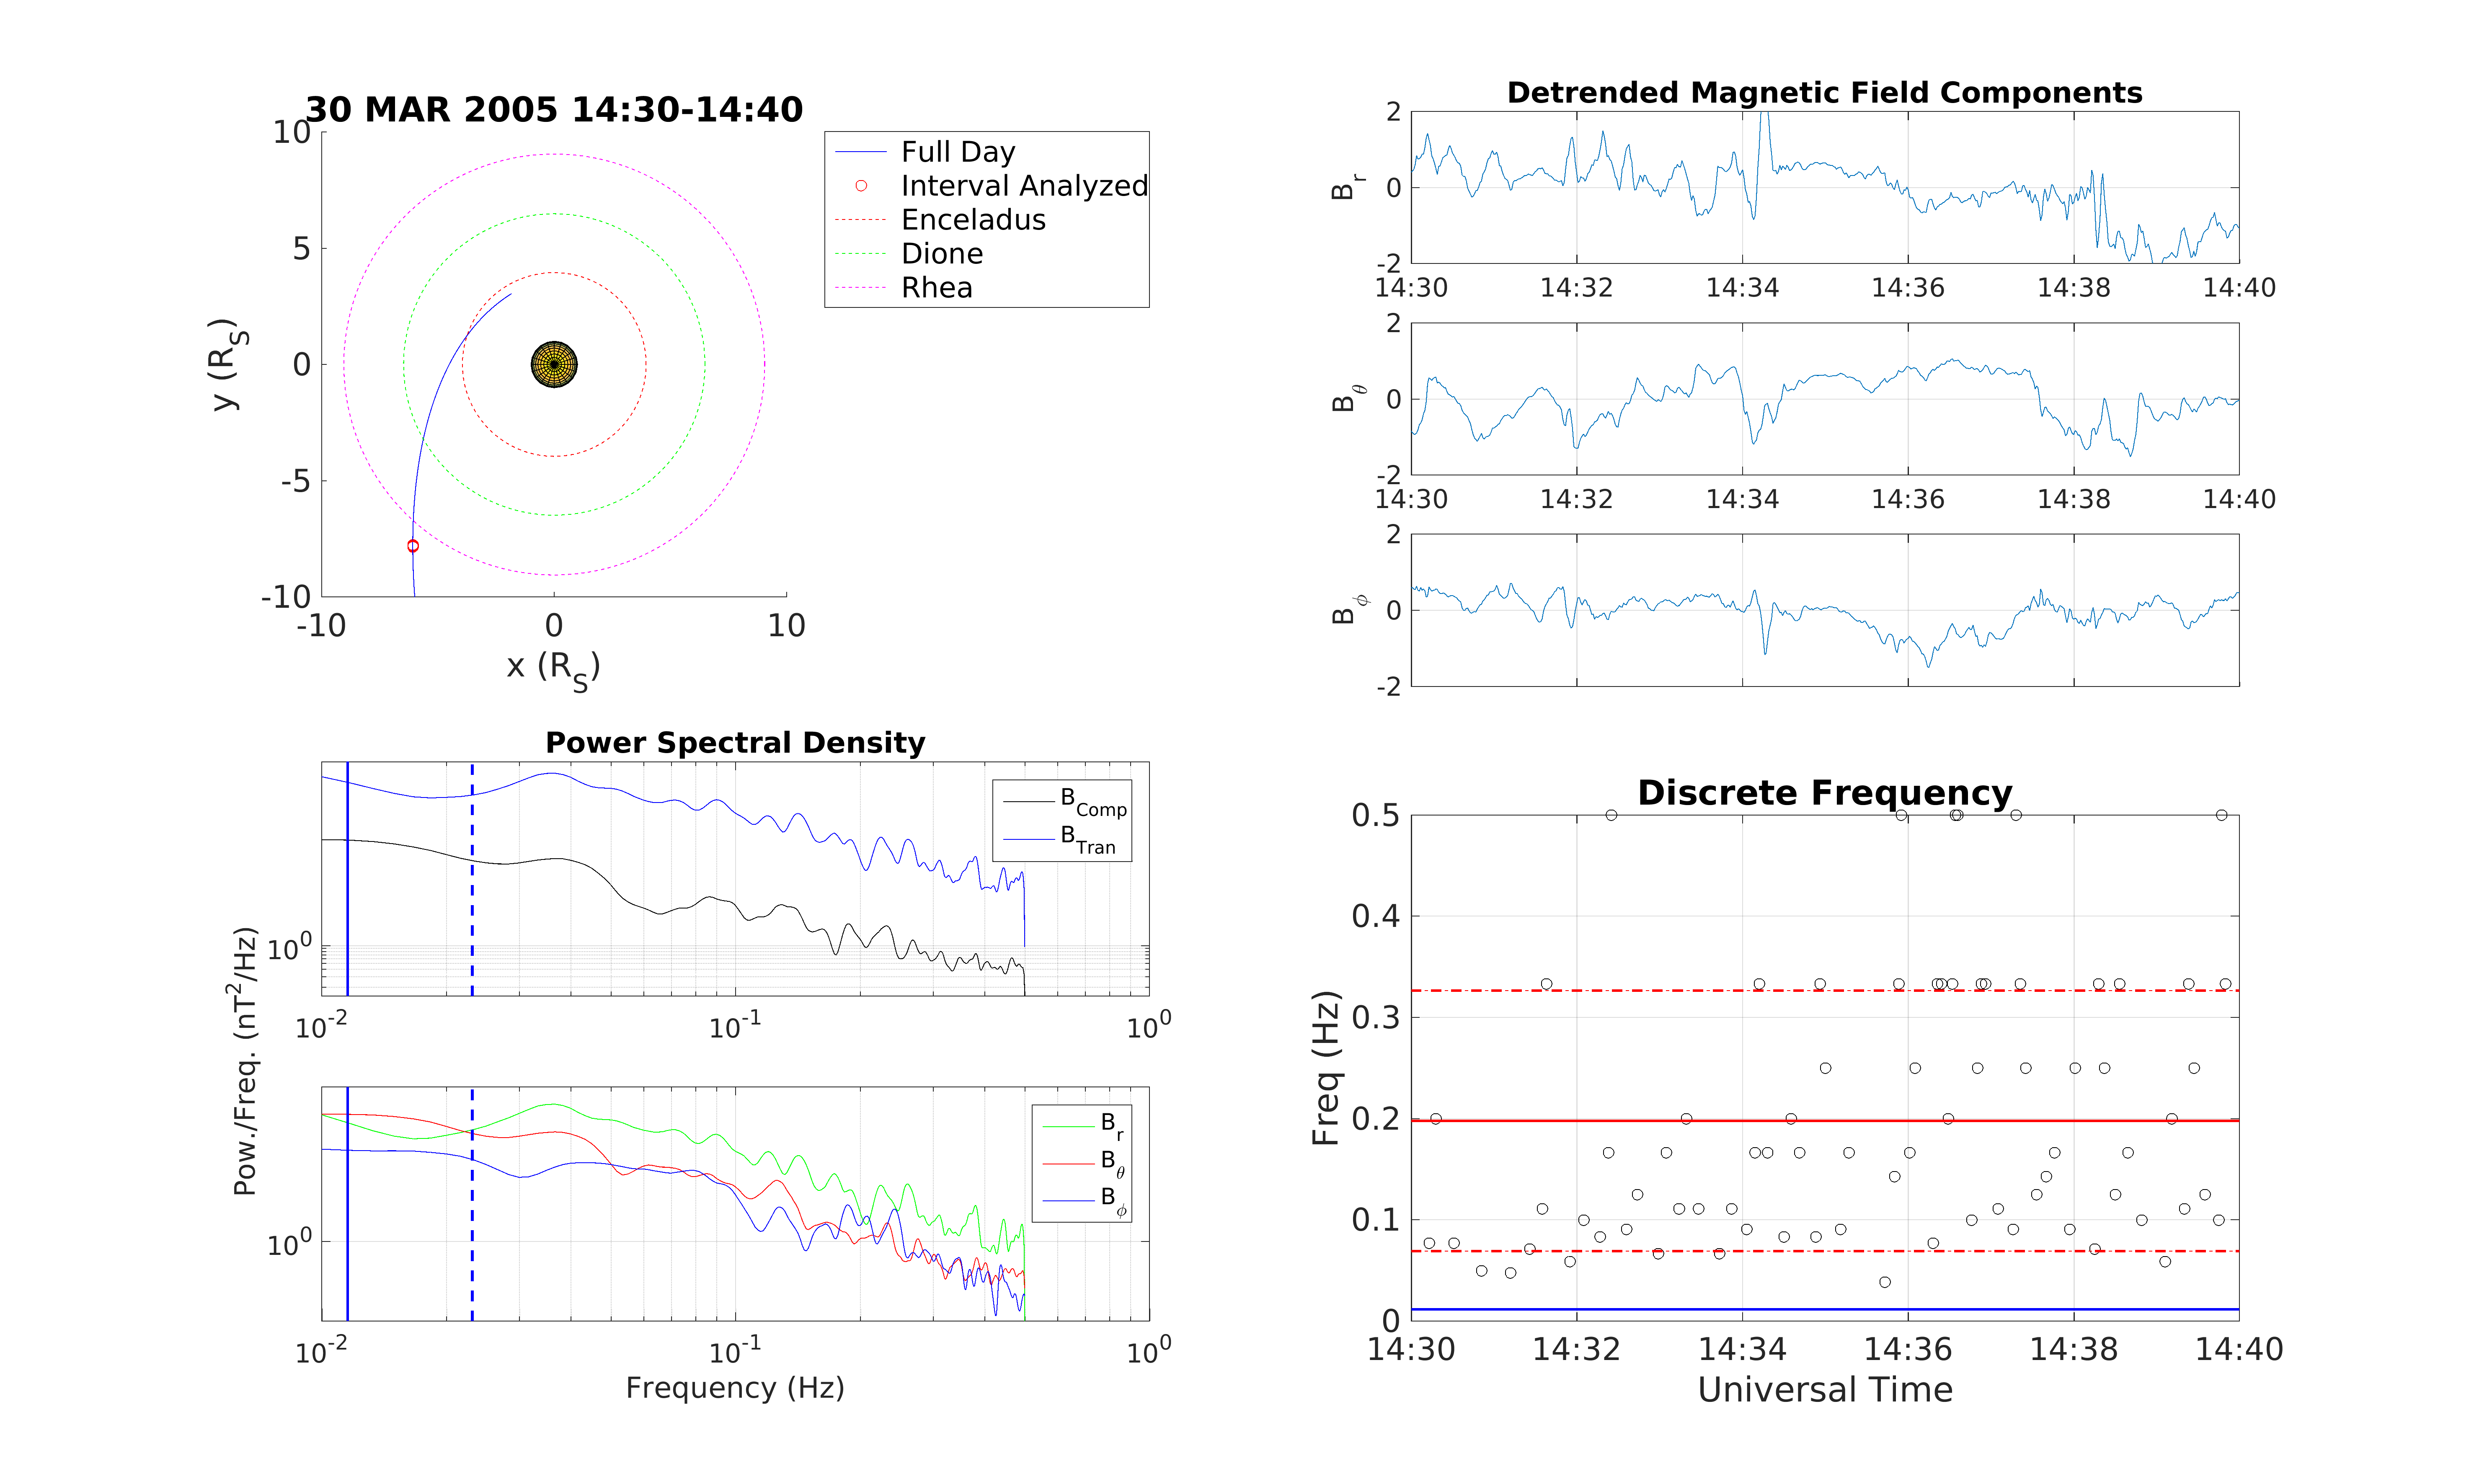 30 MAR 2005 14:30-14:40
10
5
0
-5
-10
-10
0
10
y (R_S)
x (R_S)
Full Day
Interval Analyzed
Enceladus
Dione
Rhea
Detrended Magnetic Field Components
B_r
2
0
-2
14:30 14:32 14:34 14:36 14:38 14:40
B_θ
2
0
-2
14:30 14:32 14:34 14:36 14:38 14:40
B_ϕ
2
0
-2
Power Spectral Density
B_Comp
B_Tran
10^0
10^-2 10^-1 10^0
Pow./Freq. (nT^2/Hz)
B_r
B_θ
B_ϕ
10^0
10^-2 10^-1 10^0
Frequency (Hz)
Discrete Frequency
Freq (Hz)
0.5
0.4
0.3
0.2
0.1
0
14:30 14:32 14:34 14:36 14:38 14:40
Universal Time